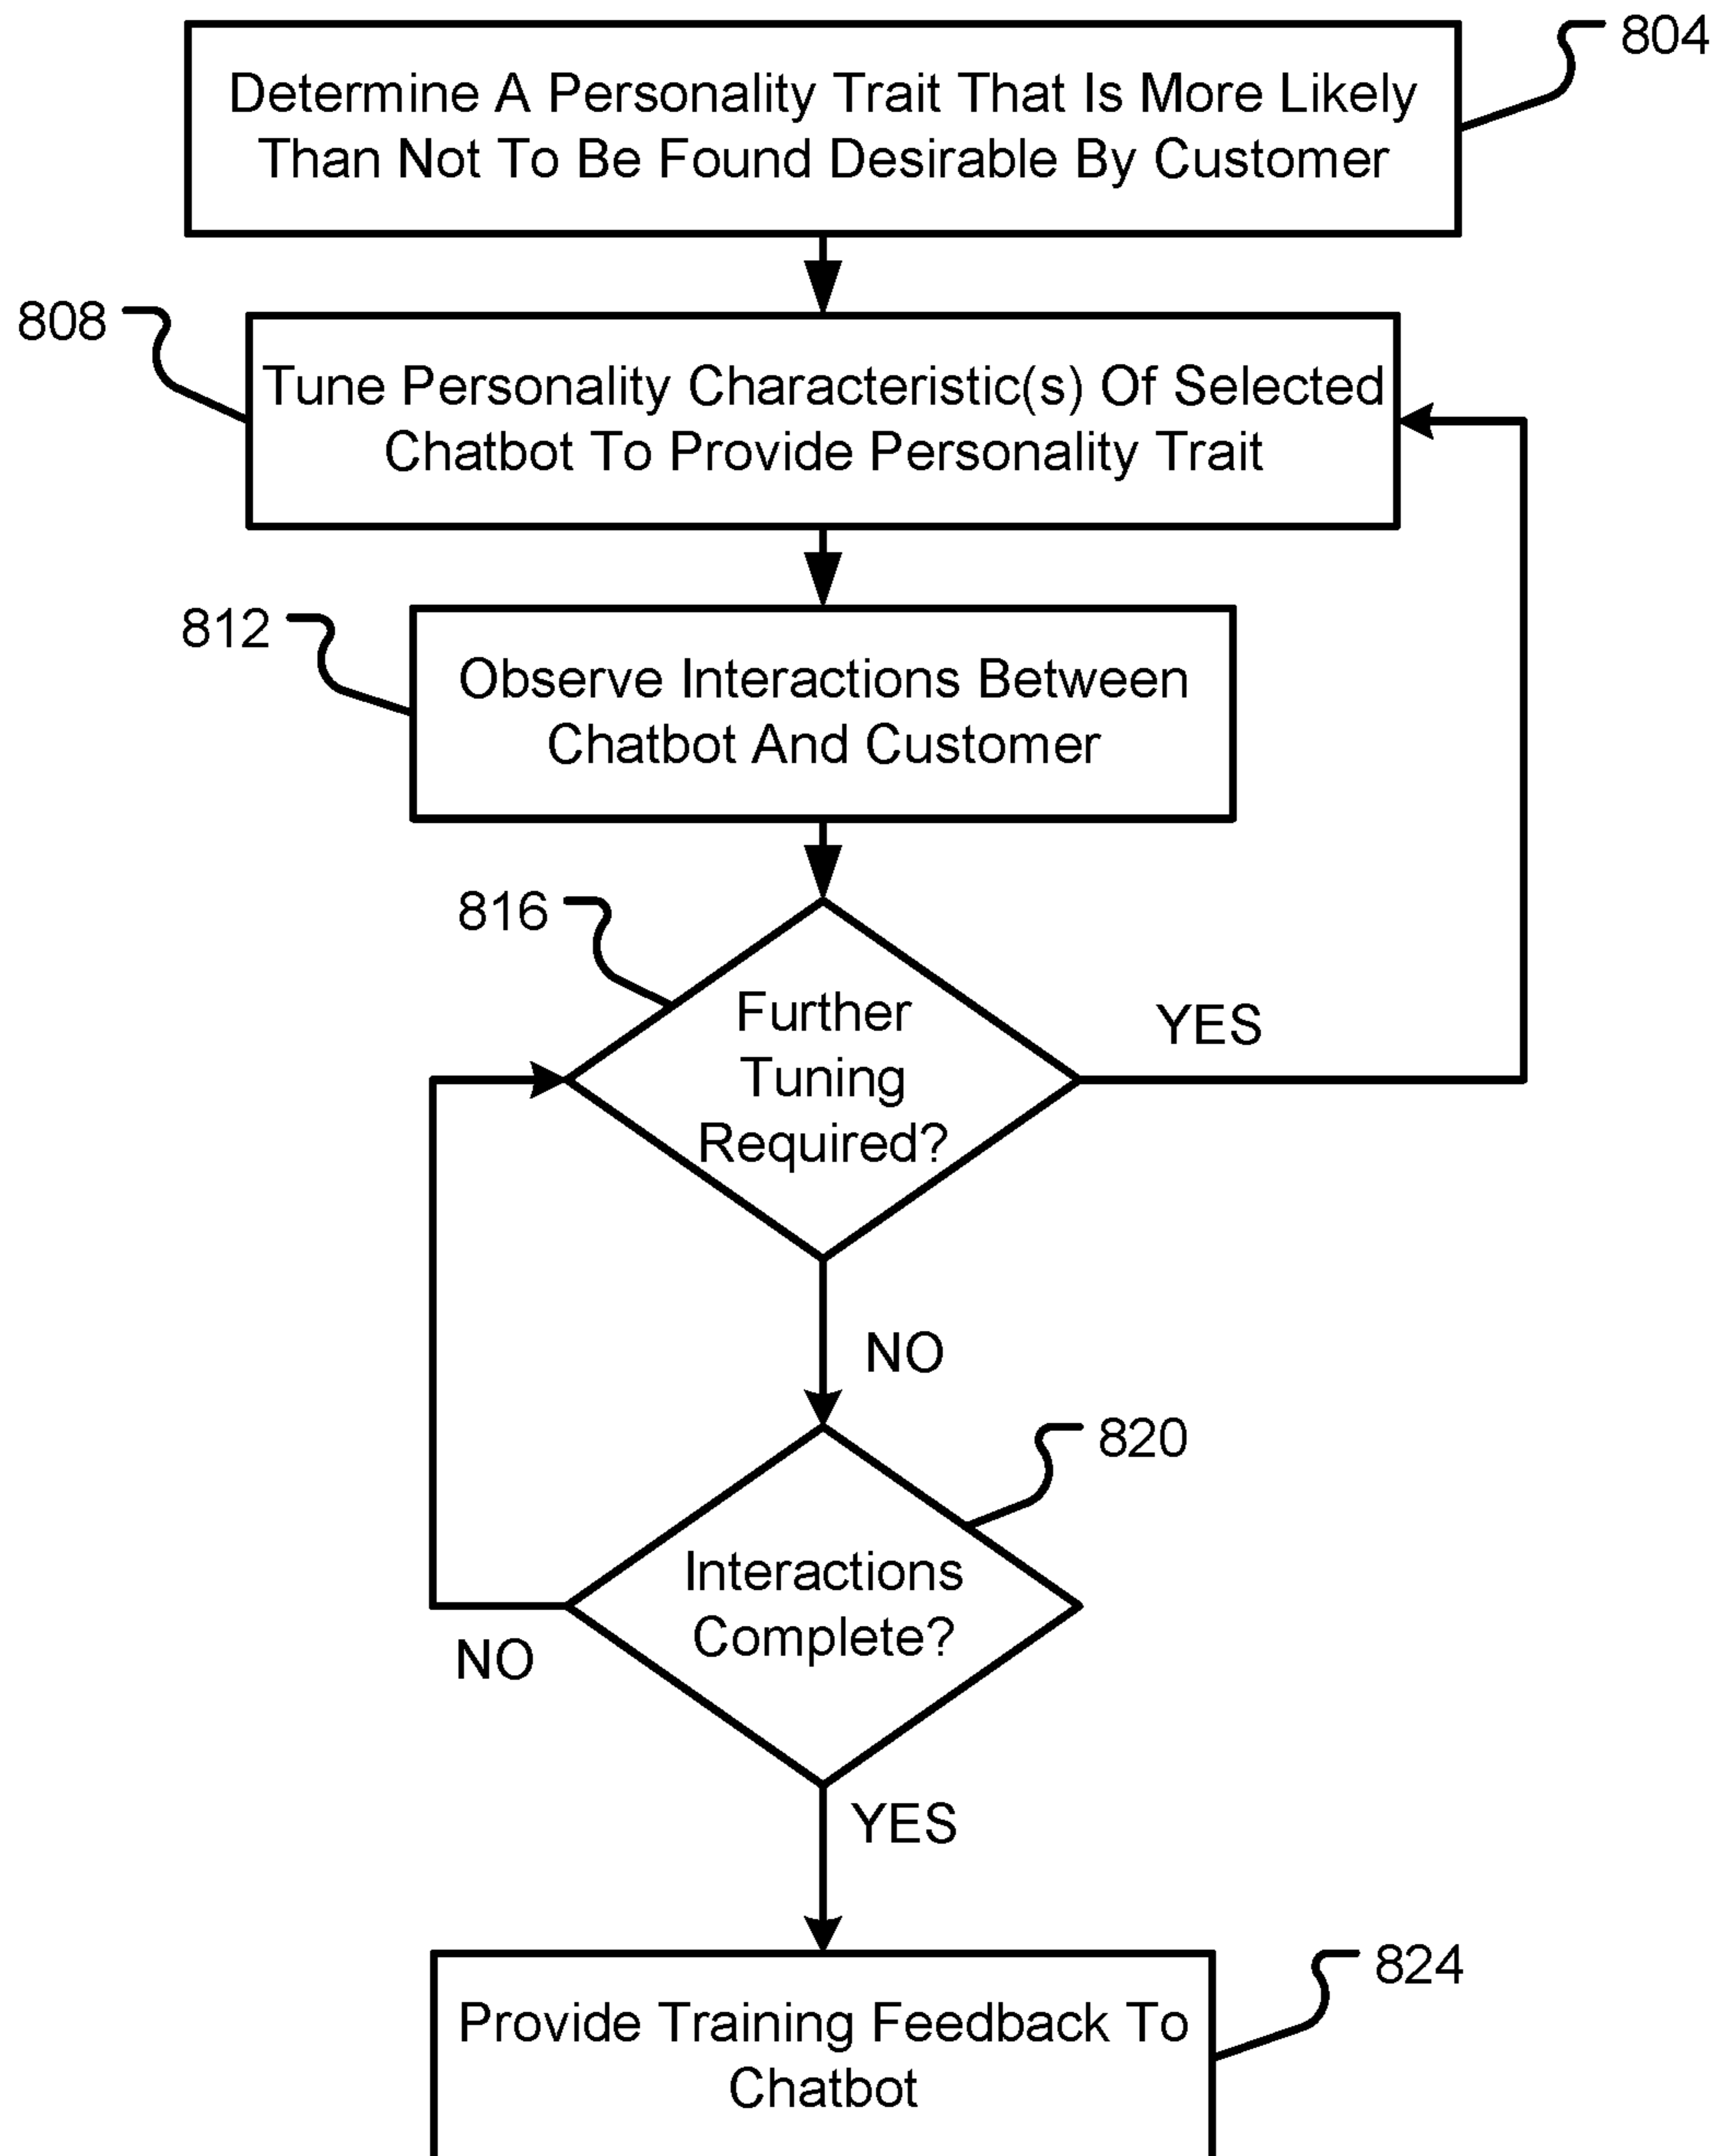 804
Determine A Personality Trait That Is More Likely
Than Not To Be Found Desirable By Customer
808
Tune Personality Characteristic(s) Of Selected
Chatbot To Provide Personality Trait
812
Observe Interactions Between
Chatbot And Customer
816
Further
Tuning
Required?
YES
NO
820
Interactions
Complete?
NO
YES
824
Provide Training Feedback To
Chatbot